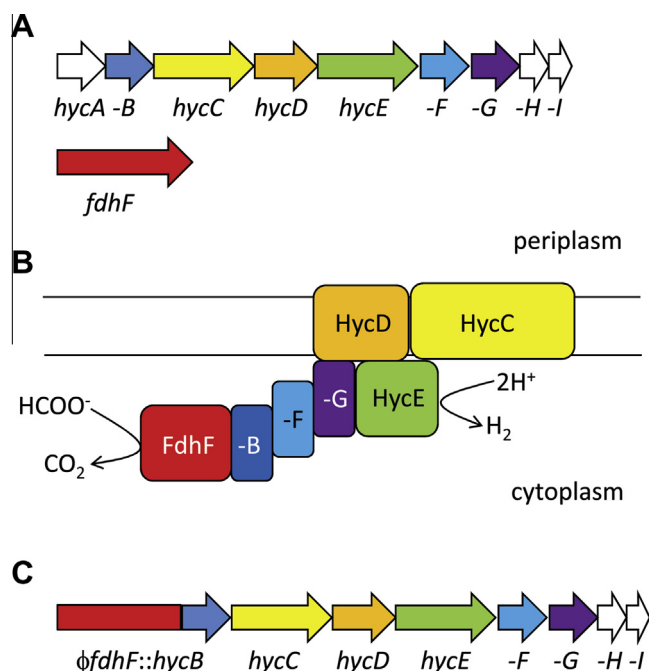 A
hycA -B hycC hycD hycE -F -G -H -I
fdhF
periplasm
B
HycD HycC
HCOO⁻ FdhF -B -F -G HycE 2H⁺
CO₂ H₂
cytoplasm
C
ϕfdhF::hycB hycC hycD hycE -F -G -H -I